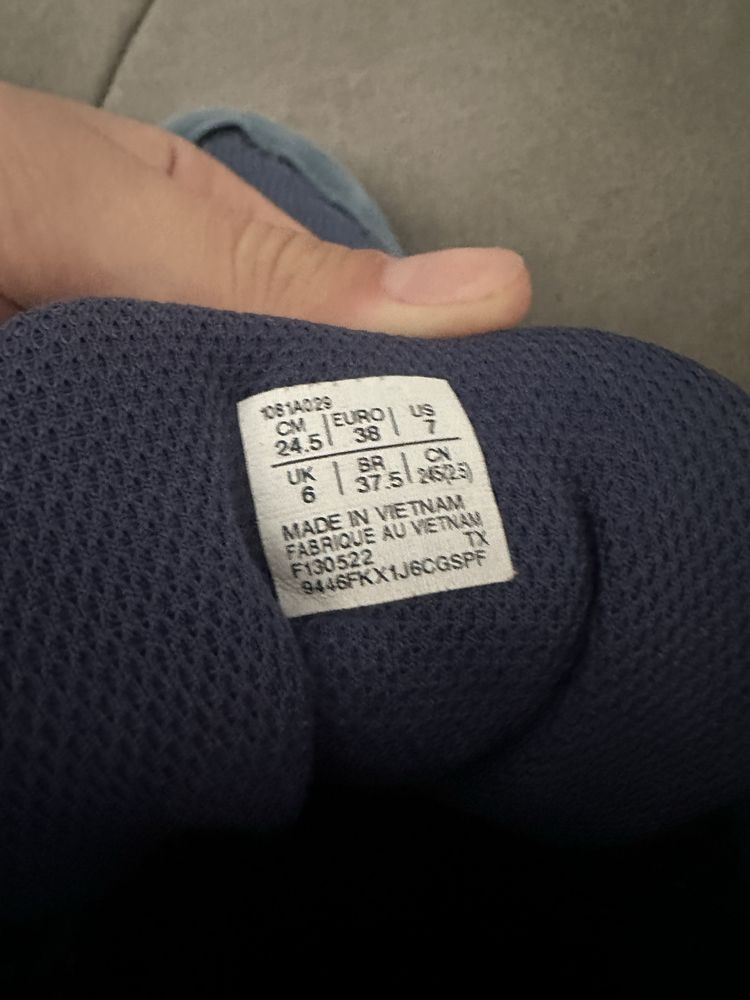 1081A029
CM EURO US
24.5 38 7
UK BR CN
6 37.5 245(2.5)
MADE IN VIETNAM
FABRIQUE AU VIETNAM
F130522 TX
9446FKX1J6CGSPF